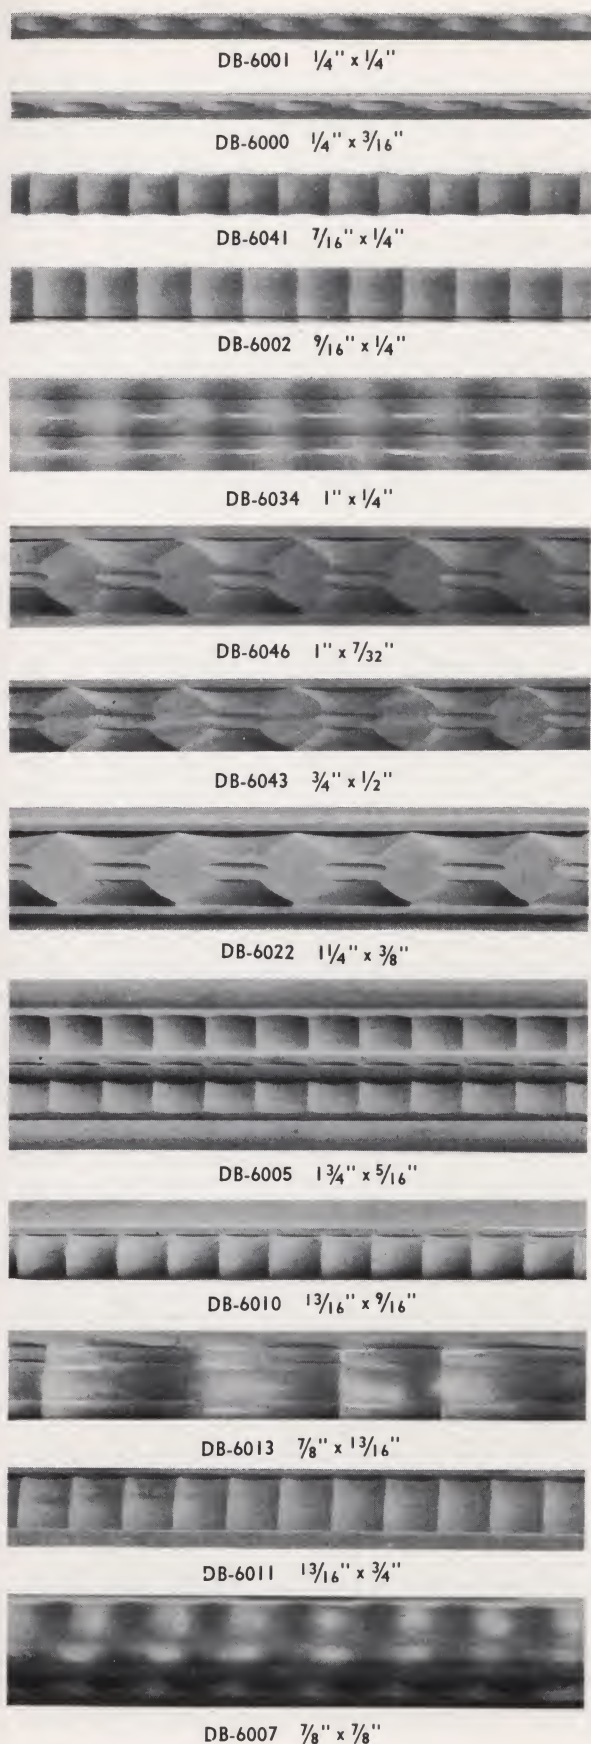 DB-6001 1/4" x 1/4"
DB-6000 1/4" x 3/16"
DB-6041 7/16" x 1/4"
DB-6002 9/16" x 1/4"
DB-6034 1" x 1/4"
DB-6046 1" x 7/32"
DB-6043 3/4" x 1/2"
DB-6022 1 1/4" x 3/8"
DB-6005 1 3/4" x 5/16"
DB-6010 13/16" x 9/16"
DB-6013 7/8" x 13/16"
DB-6011 13/16" x 3/4"
DB-6007 7/8" x 7/8"